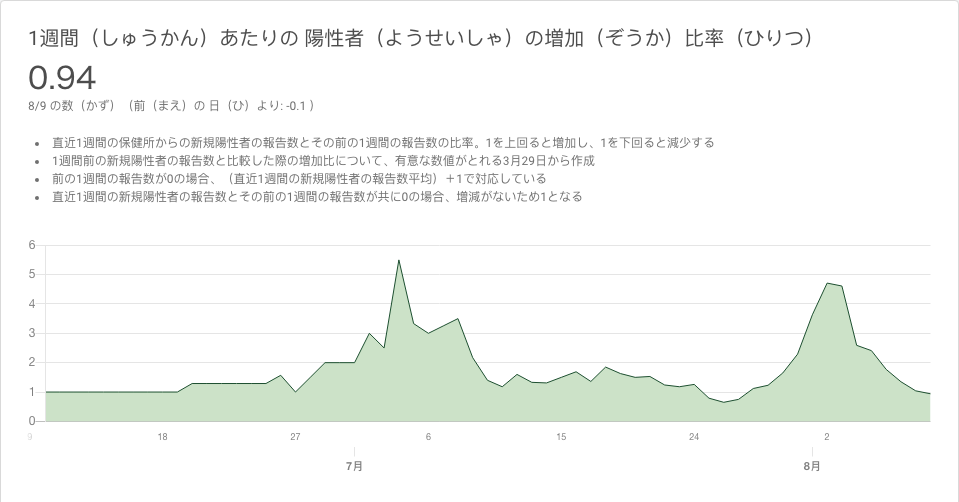 1週間（しゅうかん）あたりの 陽性者（ようせいしゃ）の増加（ぞうか）比率（ひりつ）
0.94
8/9 の数（かず）（前（まえ）の 日（ひ）より: -0.1 ）
• 直近1週間の保健所からの新規陽性者の報告数とその前の1週間の報告数の比率。1を上回ると増加し、1を下回ると減少する
• 1週間前の新規陽性者の報告数と比較した際の増加比について、有意な数値がとれる3月29日から作成
• 前の1週間の報告数が0の場合、（直近1週間の新規陽性者の報告数平均）＋1で対応している
• 直近1週間の新規陽性者の報告数とその前の1週間の報告数が共に0の場合、増減がないため1となる
6
5
4
3
2
1
0
9 18 27 6 15 24 2
7月 8月